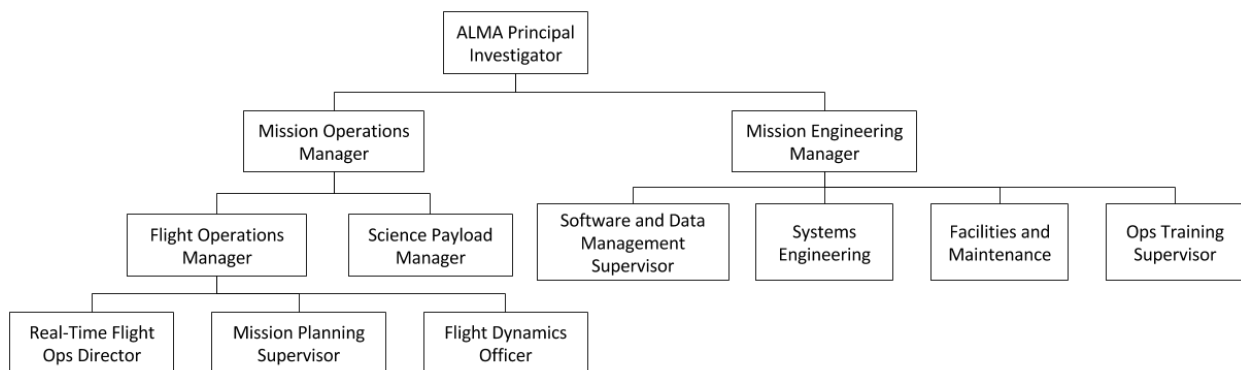 ALMA Principal
Investigator
Mission Operations
Manager
Mission Engineering
Manager
Flight Operations
Manager
Science Payload
Manager
Software and Data
Management
Supervisor
Systems
Engineering
Facilities and
Maintenance
Ops Training
Supervisor
Real-Time Flight
Ops Director
Mission Planning
Supervisor
Flight Dynamics
Officer